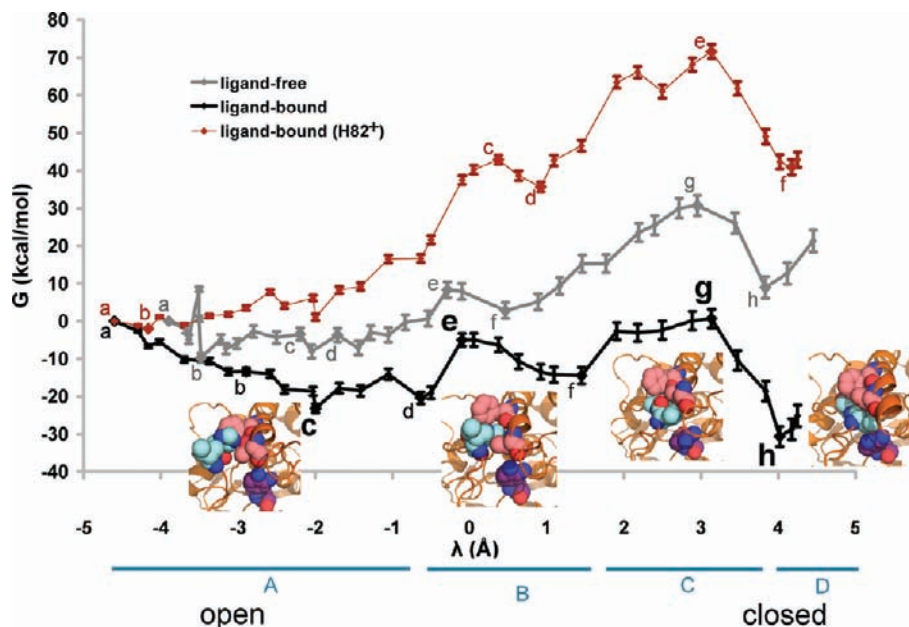 80
70
60
50
40
30
20
10
0
-10
-20
-30
-40
G (kcal/mol)
ligand-free
ligand-bound
ligand-bound (H82+)
a
b
c
d
e
f
a
b
c
d
e
f
g
h
a
b
c
d
e
f
g
h
-5 -4 -3 -2 -1 0 1 2 3 4 5
λ (Å)
A B C D
open closed